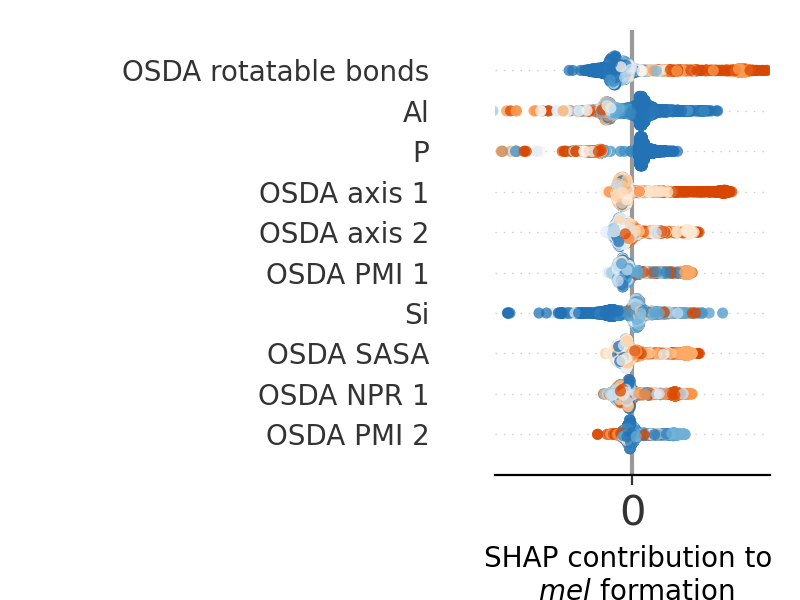 OSDA rotatable bonds
Al
P
OSDA axis 1
OSDA axis 2
OSDA PMI 1
Si
OSDA SASA
OSDA NPR 1
OSDA PMI 2
0
SHAP contribution to
mel formation